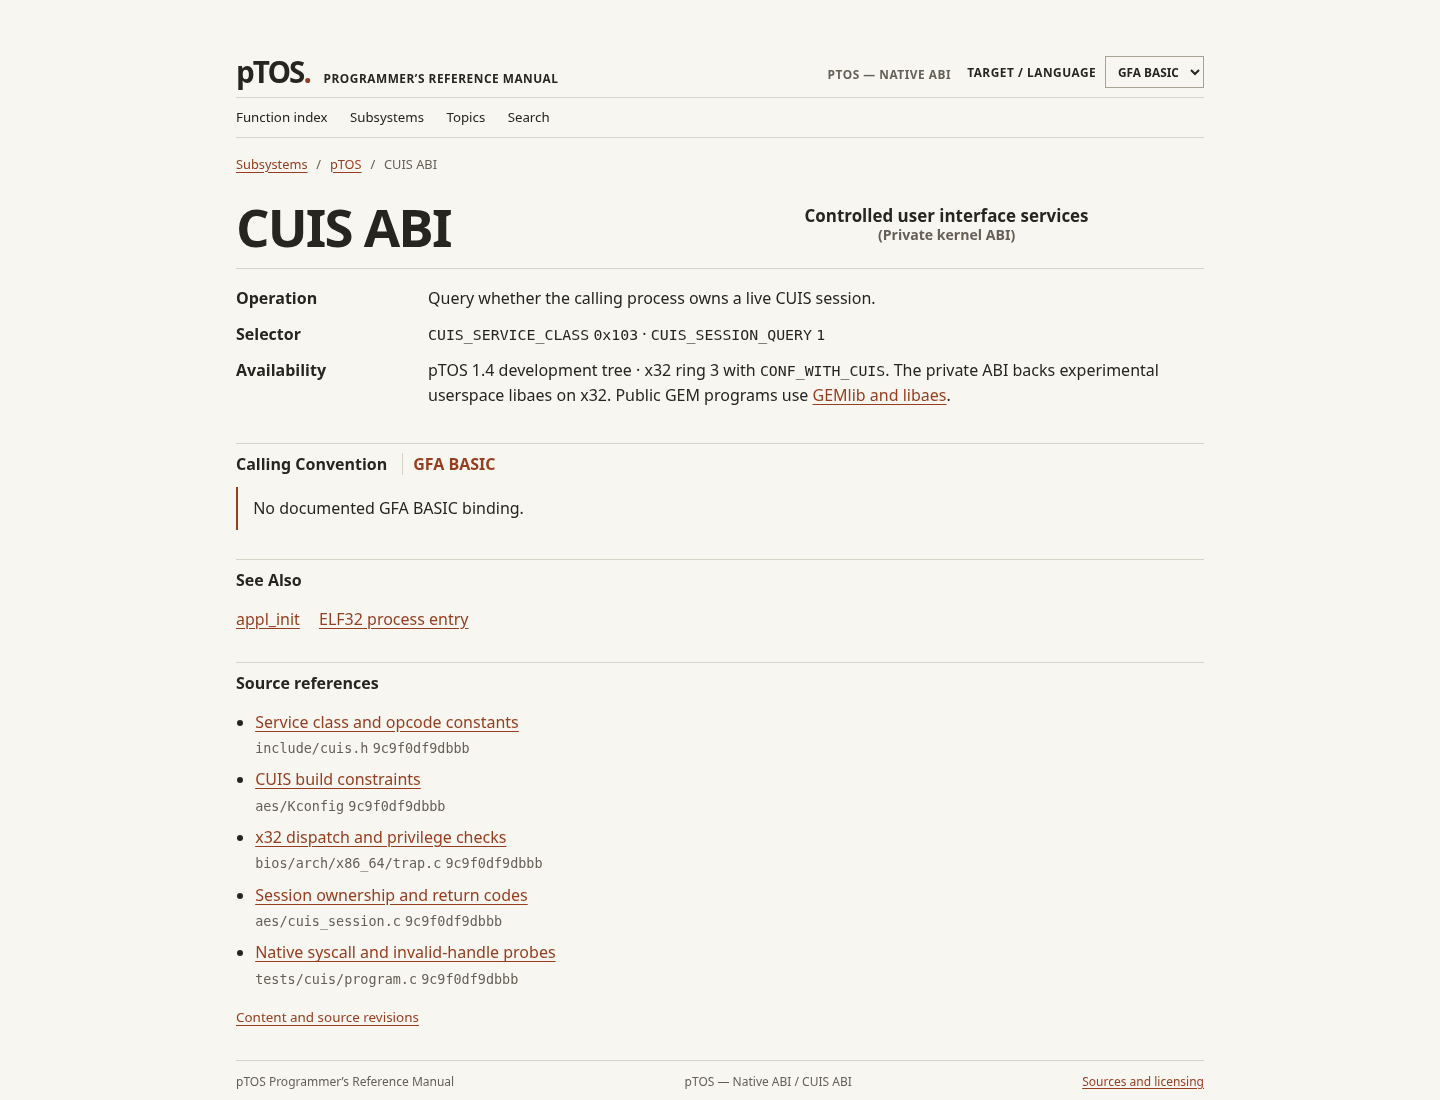 pTOS. PROGRAMMER’S REFERENCE MANUAL
PTOS — NATIVE ABI TARGET / LANGUAGE GFA BASIC
Function index Subsystems Topics Search
Subsystems / pTOS / CUIS ABI
CUIS ABI
Controlled user interface services
(Private kernel ABI)
Operation Query whether the calling process owns a live CUIS session.
Selector CUIS_SERVICE_CLASS 0x103 · CUIS_SESSION_QUERY 1
Availability pTOS 1.4 development tree · x32 ring 3 with CONF_WITH_CUIS. The private ABI backs experimental
userspace libaes on x32. Public GEM programs use GEMlib and libaes.
Calling Convention GFA BASIC
No documented GFA BASIC binding.
See Also
appl_init ELF32 process entry
Source references
• Service class and opcode constants
include/cuis.h 9c9f0df9dbbb
• CUIS build constraints
aes/Kconfig 9c9f0df9dbbb
• x32 dispatch and privilege checks
bios/arch/x86_64/trap.c 9c9f0df9dbbb
• Session ownership and return codes
aes/cuis_session.c 9c9f0df9dbbb
• Native syscall and invalid-handle probes
tests/cuis/program.c 9c9f0df9dbbb
Content and source revisions
pTOS Programmer’s Reference Manual pTOS — Native ABI / CUIS ABI Sources and licensing